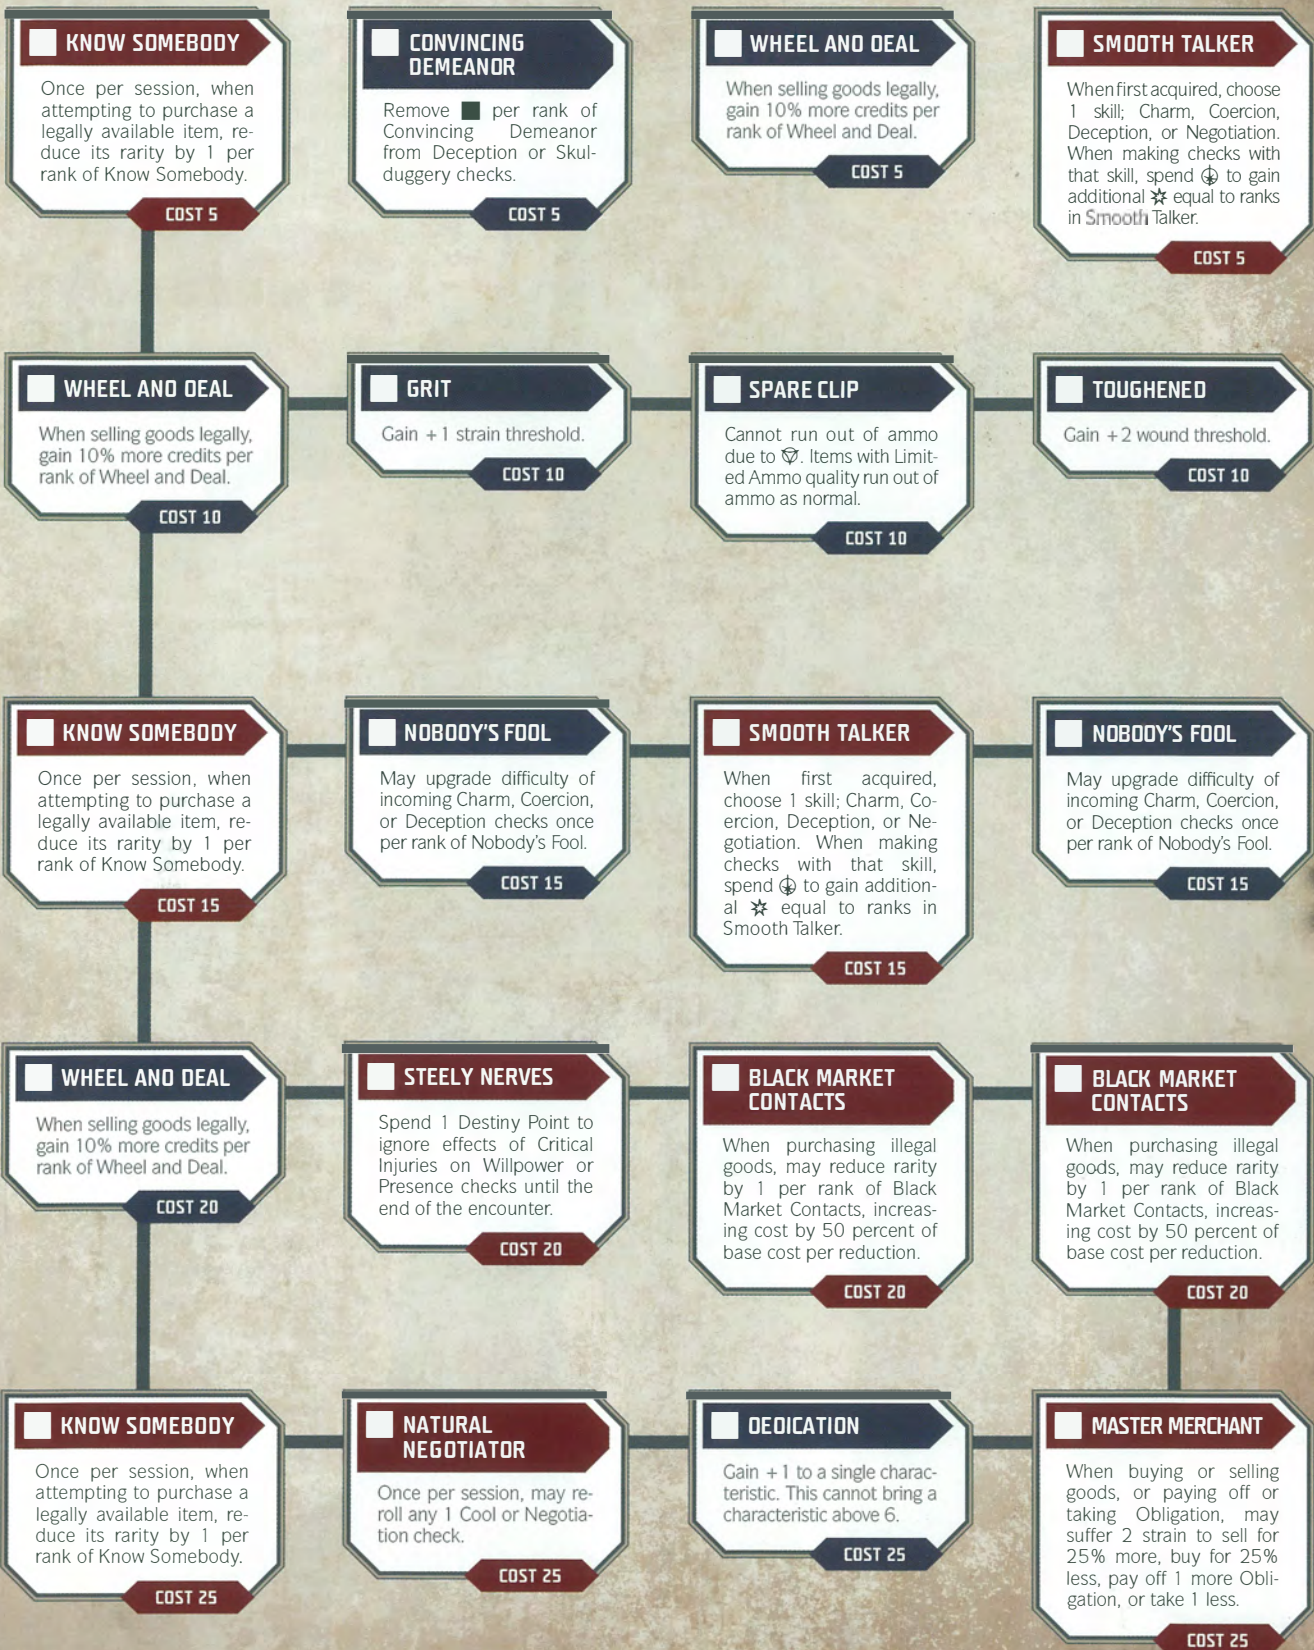 KNOW SOMEBODY
Once per session, when
attempting to purchase a
legally available item, re-
duce its rarity by 1 per
rank of Know Somebody.
COST 5
CONVINCING
DEMEANOR
Remove per rank of
Convincing Demeanor
from Deception or Skul-
duggery checks.
COST 5
WHEEL AND DEAL
When selling goods legally,
gain 10% more credits per
rank of Wheel and Deal.
COST 5
SMOOTH TALKER
When first acquired, choose
1 skill; Charm, Coercion,
Deception, or Negotiation.
When making checks with
that skill, spend to gain
additional equal to ranks
in Smooth Talker.
COST 5
WHEEL AND DEAL
When selling goods legally,
gain 10% more credits per
rank of Wheel and Deal.
COST 10
GRIT
Gain +1 strain threshold.
COST 10
SPARE CLIP
Cannot run out of ammo
due to . Items with Limit-
ed Ammo quality run out of
ammo as normal.
COST 10
TOUGHENED
Gain +2 wound threshold.
COST 10
KNOW SOMEBODY
Once per session, when
attempting to purchase a
legally available item, re-
duce its rarity by 1 per
rank of Know Somebody.
COST 15
NOBODY'S FOOL
May upgrade difficulty of
incoming Charm, Coercion,
or Deception checks once
per rank of Nobody's Fool.
COST 15
SMOOTH TALKER
When first acquired,
choose 1 skill; Charm, Co-
ercion, Deception, or Ne-
gotiation. When making
checks with that skill,
spend to gain addition-
al equal to ranks in
Smooth Talker.
COST 15
NOBODY'S FOOL
May upgrade difficulty of
incoming Charm, Coercion,
or Deception checks once
per rank of Nobody's Fool.
COST 15
WHEEL AND DEAL
When selling goods legally,
gain 10% more credits per
rank of Wheel and Deal.
COST 20
STEELY NERVES
Spend 1 Destiny Point to
ignore effects of Critical
Injuries on Willpower or
Presence checks until the
end of the encounter.
COST 20
BLACK MARKET
CONTACTS
When purchasing illegal
goods, may reduce rarity
by 1 per rank of Black
Market Contacts, increas-
ing cost by 50 percent of
base cost per reduction.
COST 20
BLACK MARKET
CONTACTS
When purchasing illegal
goods, may reduce rarity
by 1 per rank of Black
Market Contacts, increas-
ing cost by 50 percent of
base cost per reduction.
COST 20
KNOW SOMEBODY
Once per session, when
attempting to purchase a
legally available item, re-
duce its rarity by 1 per
rank of Know Somebody.
COST 25
NATURAL
NEGOTIATOR
Once per session, may re-
roll any 1 Cool or Negotia-
tion check.
COST 25
DEDICATION
Gain +1 to a single charac-
teristic. This cannot bring a
characteristic above 6.
COST 25
MASTER MERCHANT
When buying or selling
goods, or paying off or
taking Obligation, may
suffer 2 strain to sell for
25% more, buy for 25%
less, pay off 1 more Obli-
gation, or take 1 less.
COST 25